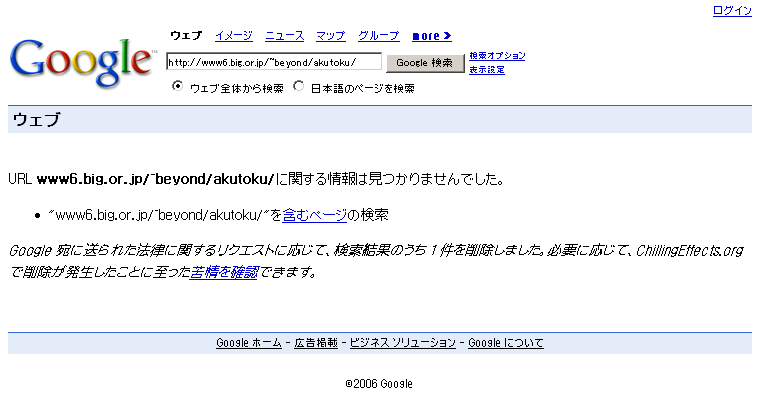 ログイン
Google™
ウェブ イメージ ニュース マップ グループ more »
http://www6.big.or.jp/~beyond/akutoku/ Google 検索 検索オプション
表示設定
ウェブ全体から検索 日本語のページを検索
ウェブ
URL www6.big.or.jp/~beyond/akutoku/に関する情報は見つかりませんでした。
• "www6.big.or.jp/~beyond/akutoku/"を含むページの検索
Google 宛に送られた法律に関するリクエストに応じて、検索結果のうち 1 件を削除しました。必要に応じて、ChillingEffects.org
で削除が発生したことに至った苦情を確認できます。
Google ホーム - 広告掲載 - ビジネス ソリューション - Google について
©2006 Google